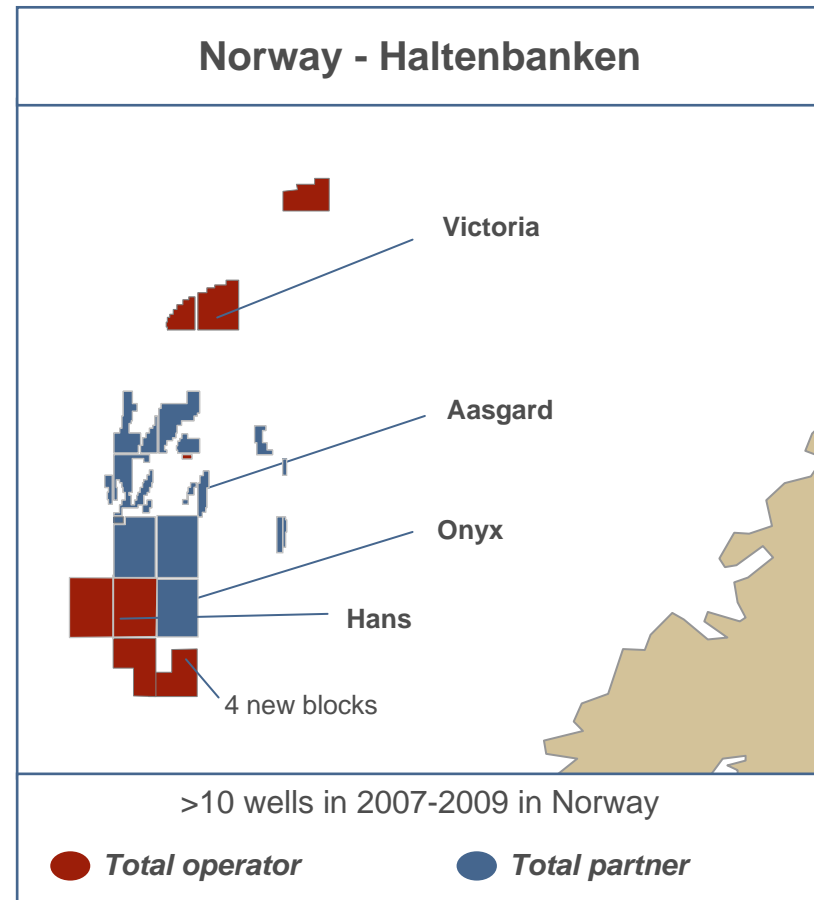 Norway - Haltenbanken
Victoria
Aasgard
Onyx
Hans
4 new blocks
>10 wells in 2007-2009 in Norway
Total operator
Total partner